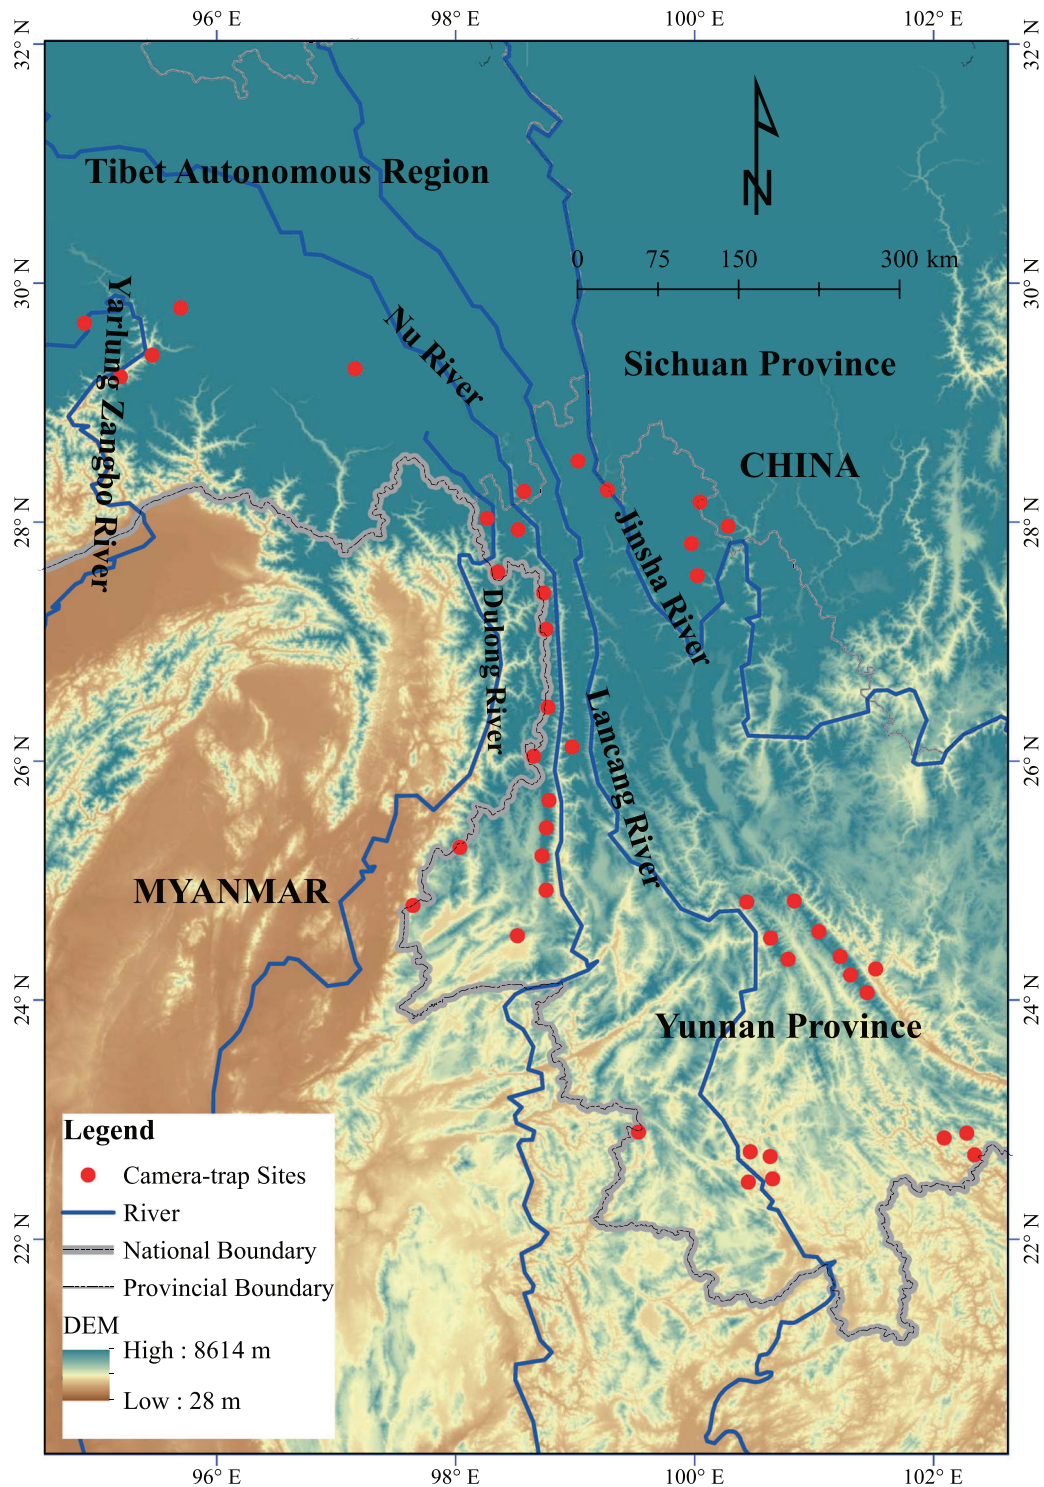 96° E 98° E 100° E 102° E
32° N 32° N
N
Tibet Autonomous Region
0 75 150 300 km
30° N 30° N
Yarlung Zangbo River
Nu River
Sichuan Province
CHINA
28° N 28° N
Jinsha River
Dulong River
Lancang River
26° N 26° N
MYANMAR
24° N 24° N
Yunnan Province
Legend
Camera-trap Sites
River
22° N 22° N
National Boundary
Provincial Boundary
DEM
High : 8614 m
Low : 28 m
96° E 98° E 100° E 102° E